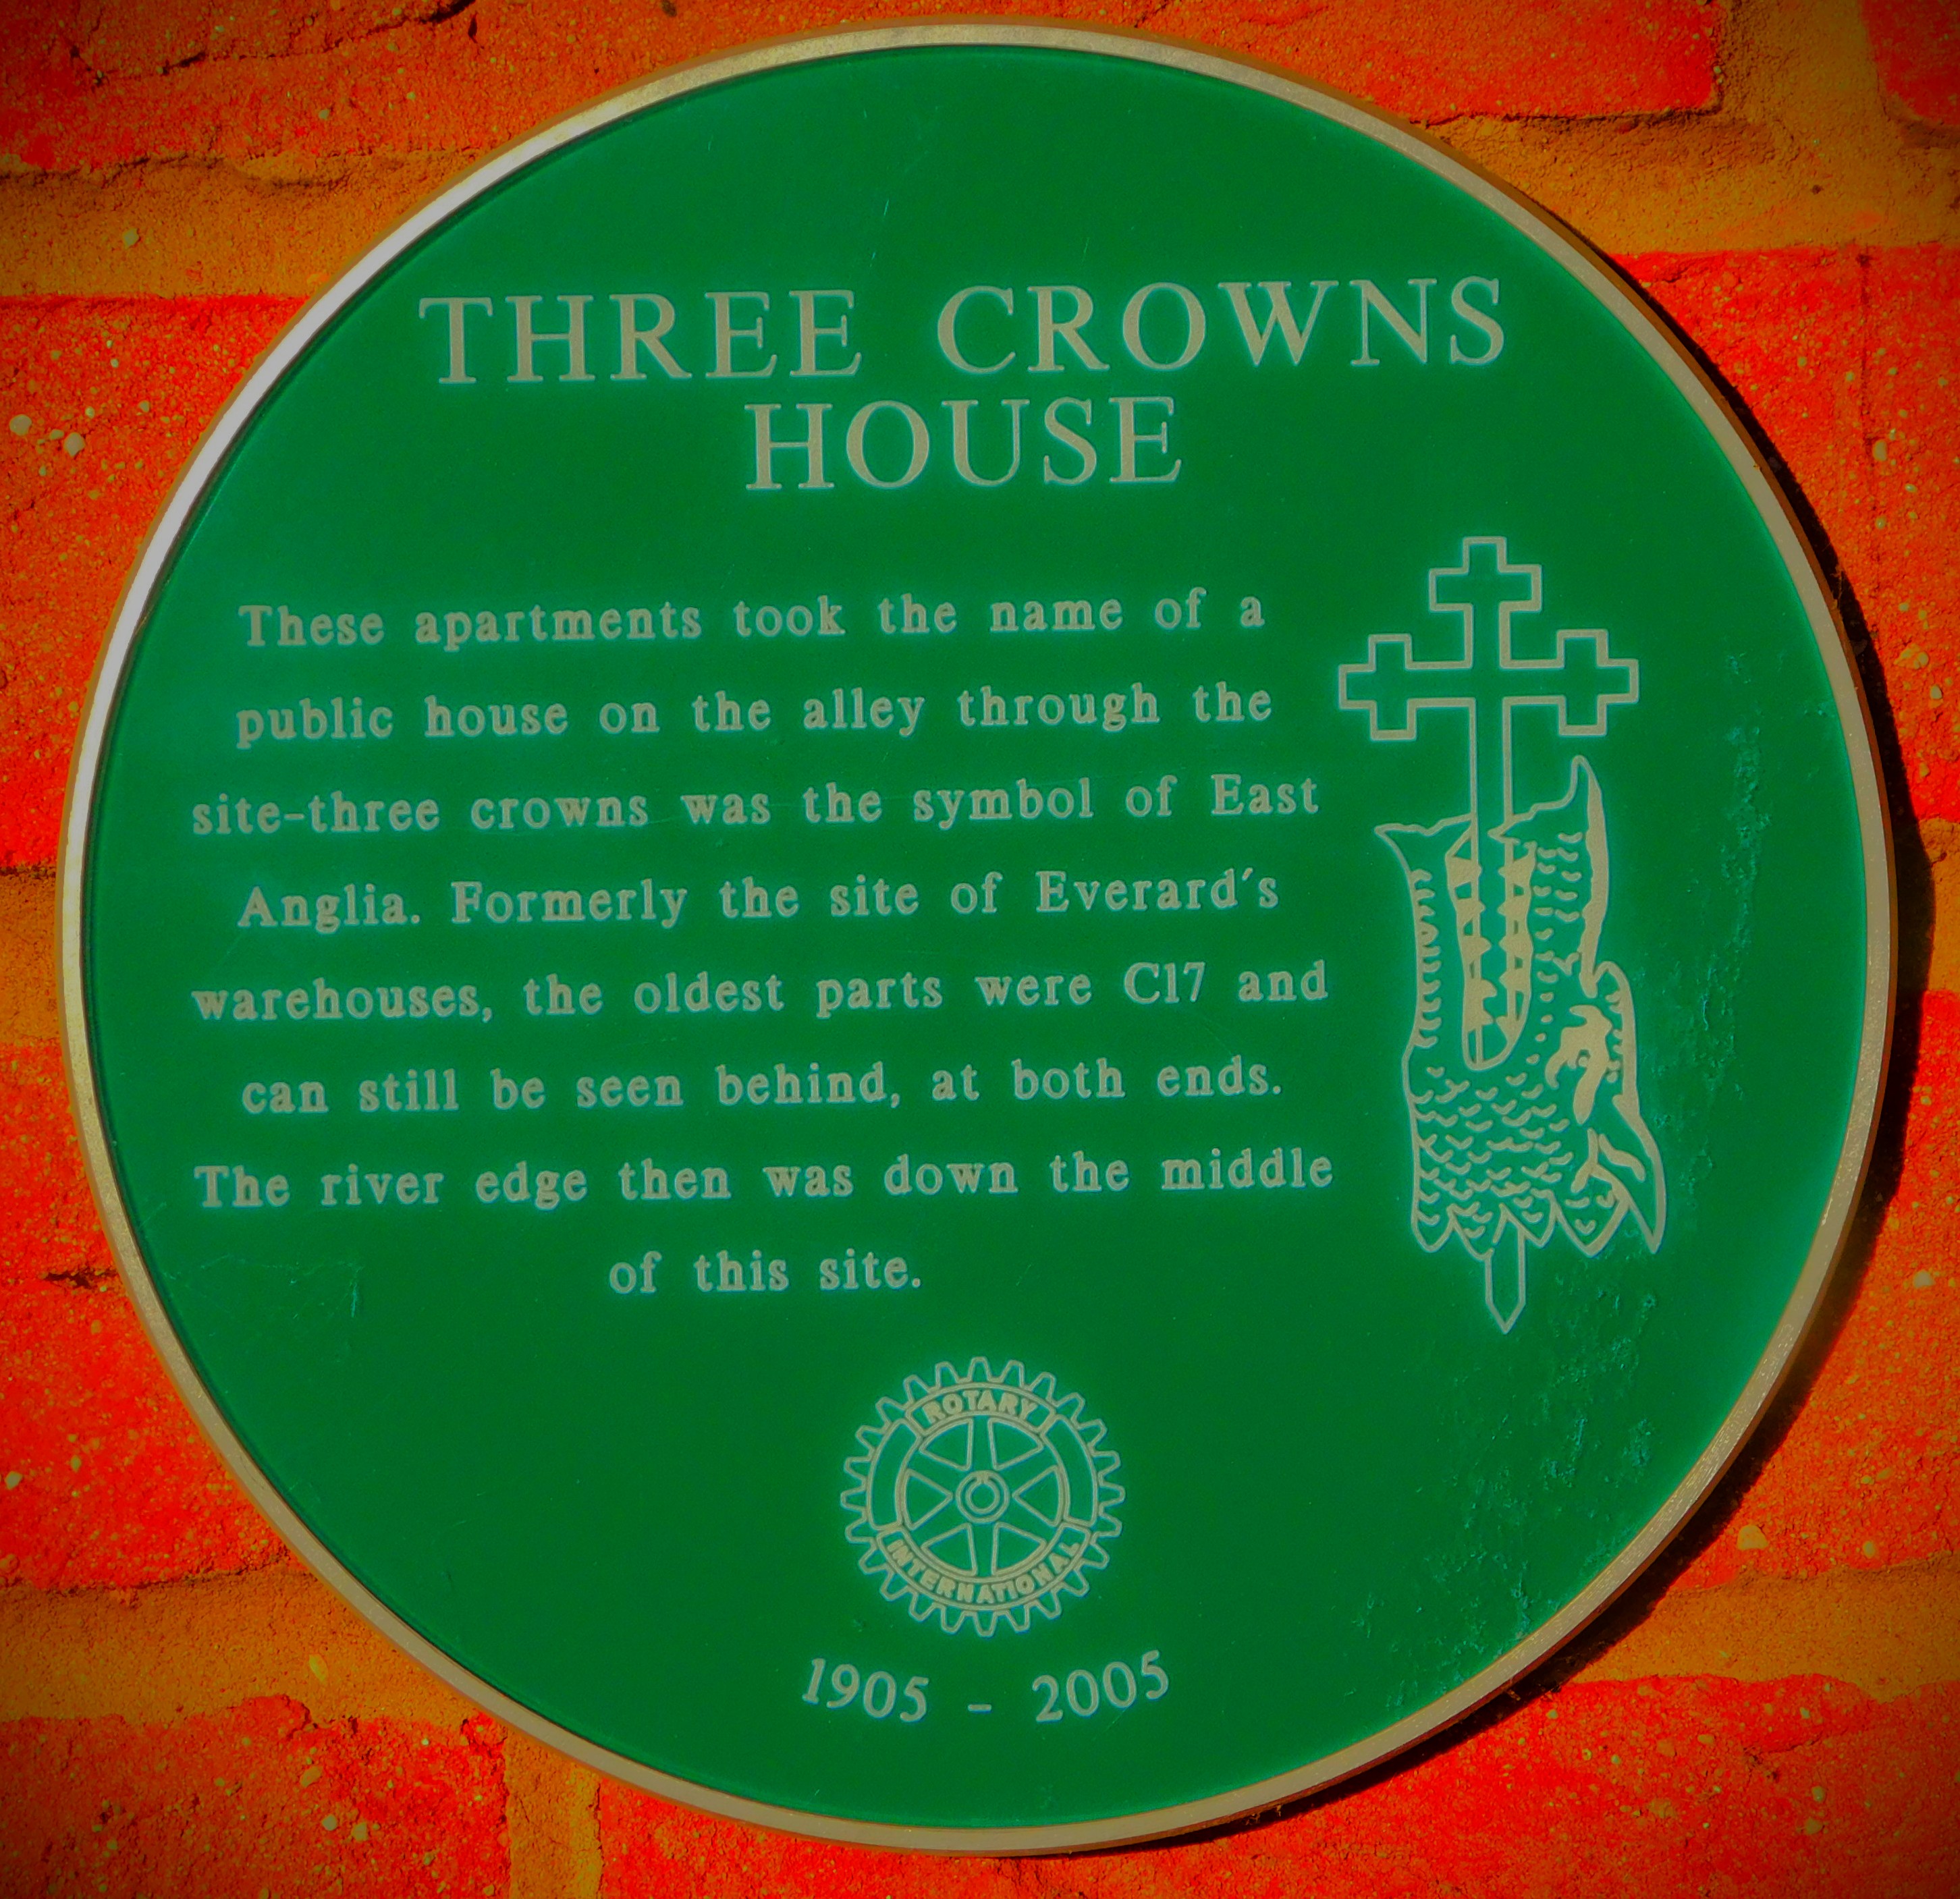 THREE CROWNS
HOUSE
These apartments took the name of a
public house on the alley through the
site-three crowns was the symbol of East
Anglia. Formerly the site of Everard's
warehouses, the oldest parts were C17 and
can still be seen behind, at both ends.
The river edge then was down the middle
of this site.
ROTARY
INTERNATIONAL
1905 - 2005